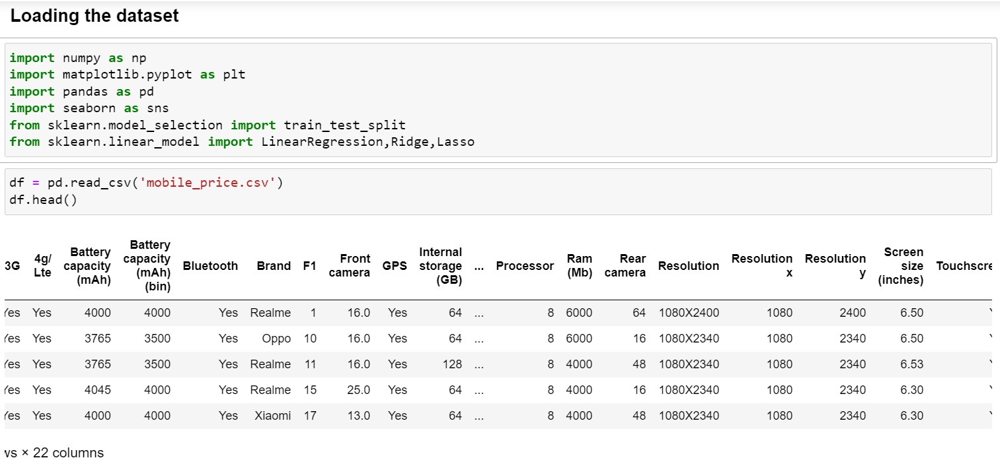 Loading the dataset
import numpy as np
import matplotlib.pyplot as plt
import pandas as pd
import seaborn as sns
from sklearn.model_selection import train_test_split
from sklearn.linear_model import LinearRegression,Ridge,Lasso
df = pd.read_csv('mobile_price.csv')
df.head()
3G 4g/ Lte Battery capacity (mAh) Battery capacity (mAh) (bin) Bluetooth Brand F1 Front camera GPS Internal storage (GB) ... Processor Ram (Mb) Rear camera Resolution Resolution x Resolution y Screen size (inches) Touchscre
Yes Yes 4000 4000 Yes Realme 1 16.0 Yes 64 ... 8 6000 64 1080X2400 1080 2400 6.50
Yes Yes 3765 3500 Yes Oppo 10 16.0 Yes 64 ... 8 6000 16 1080X2340 1080 2340 6.50
Yes Yes 3765 3500 Yes Realme 11 16.0 Yes 128 ... 8 4000 48 1080X2340 1080 2340 6.53
Yes Yes 4045 4000 Yes Realme 15 25.0 Yes 64 ... 8 4000 16 1080X2340 1080 2340 6.30
Yes Yes 4000 4000 Yes Xiaomi 17 13.0 Yes 64 ... 8 4000 48 1080X2340 1080 2340 6.30
ws × 22 columns